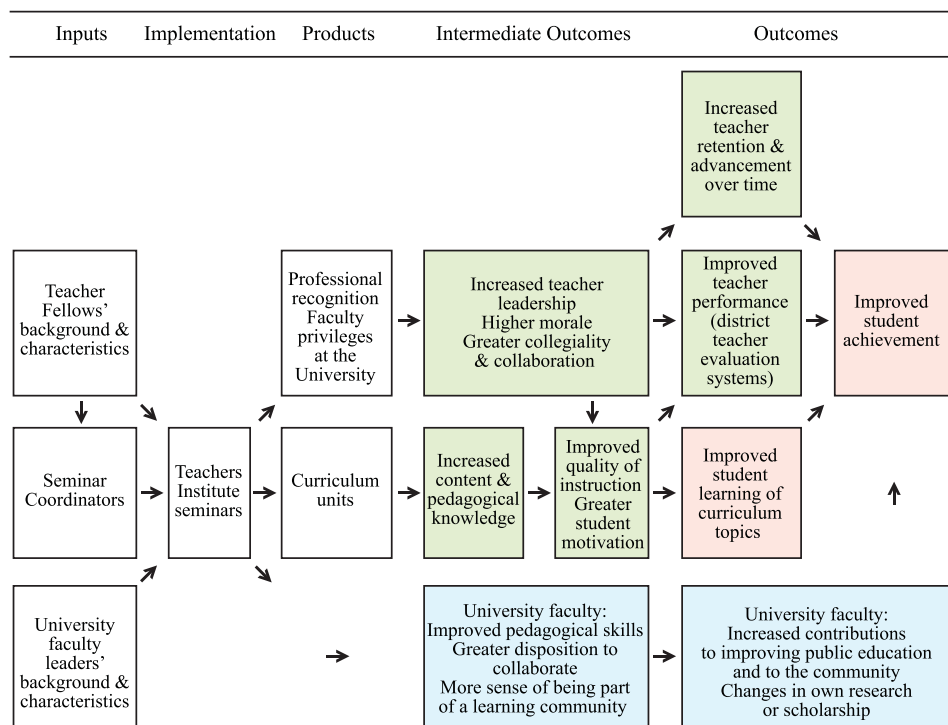 Inputs
Implementation
Products
Intermediate Outcomes
Outcomes
Increased
teacher
retention &
advancement
over time
Teacher
Fellows’
background &
characteristics
Professional
recognition
Faculty
privileges
at the
University
Increased teacher
leadership
Higher morale
Greater collegiality
& collaboration
Improved
teacher
performance
(district
teacher
evaluation
systems)
Improved
student
achievement
Seminar
Coordinators
Teachers
Institute
seminars
Curriculum
units
Increased
content &
pedagogical
knowledge
Improved
quality of
instruction
Greater
student
motivation
Improved
student
learning of
curriculum
topics
University
faculty
leaders’
background &
characteristics
University faculty:
Improved pedagogical skills
Greater disposition to
collaborate
More sense of being part
of a learning community
University faculty:
Increased contributions
to improving public education
and to the community
Changes in own research
or scholarship